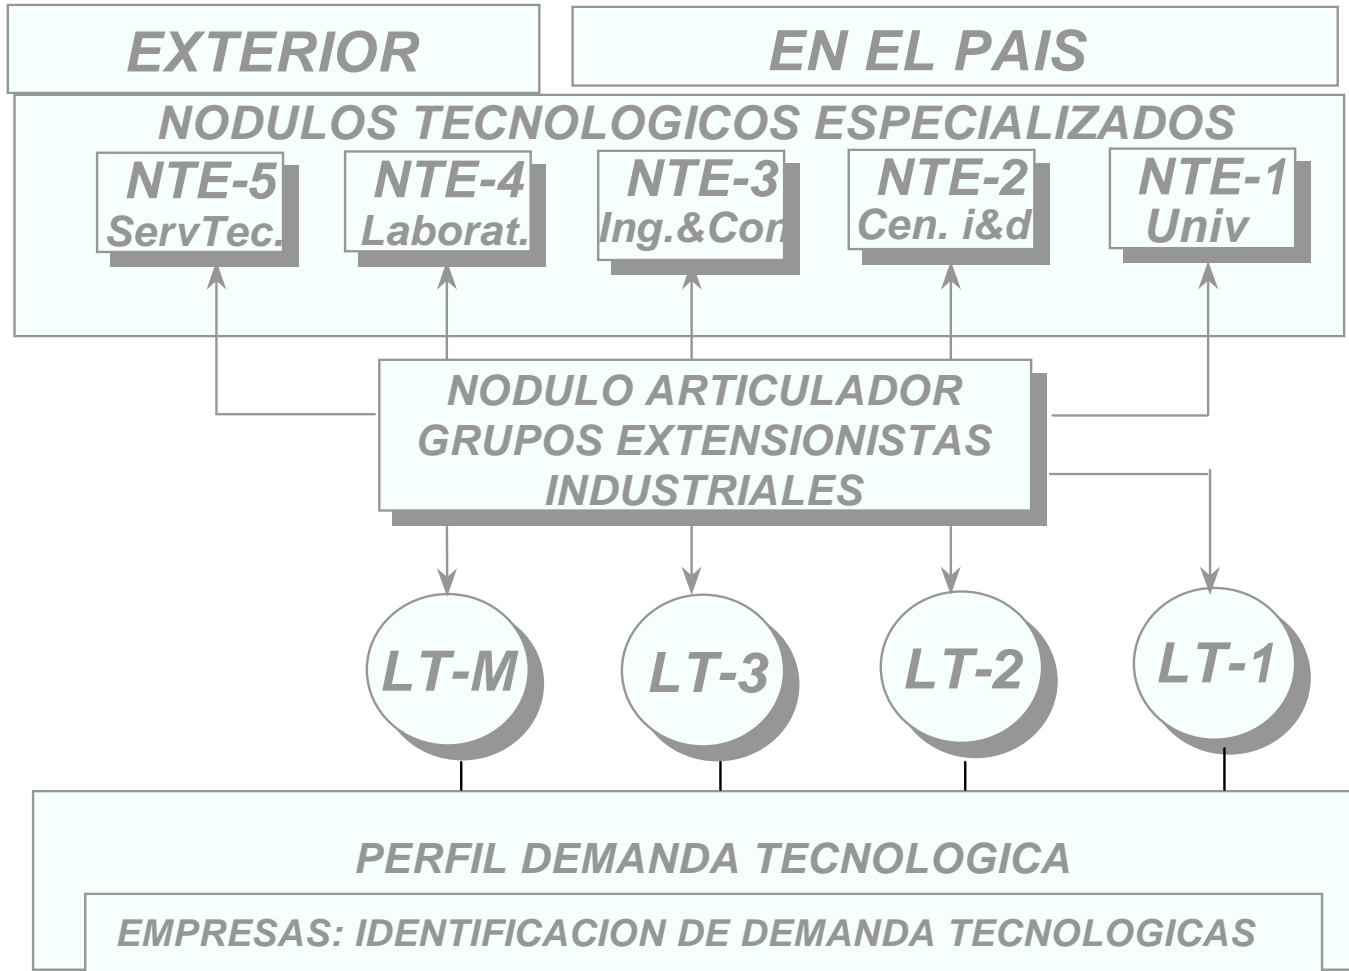 EXTERIOR
EN EL PAIS
NODULOS TECNOLOGICOS ESPECIALIZADOS
NTE-5
ServTec.
NTE-4
Laborat.
NTE-3
Ing.&Con
NTE-2
Cen. i&d
NTE-1
Univ
NODULO ARTICULADOR
GRUPOS EXTENSIONISTAS
INDUSTRIALES
LT-M
LT-3
LT-2
LT-1
PERFIL DEMANDA TECNOLOGICA
EMPRESAS: IDENTIFICACION DE DEMANDA TECNOLOGICAS